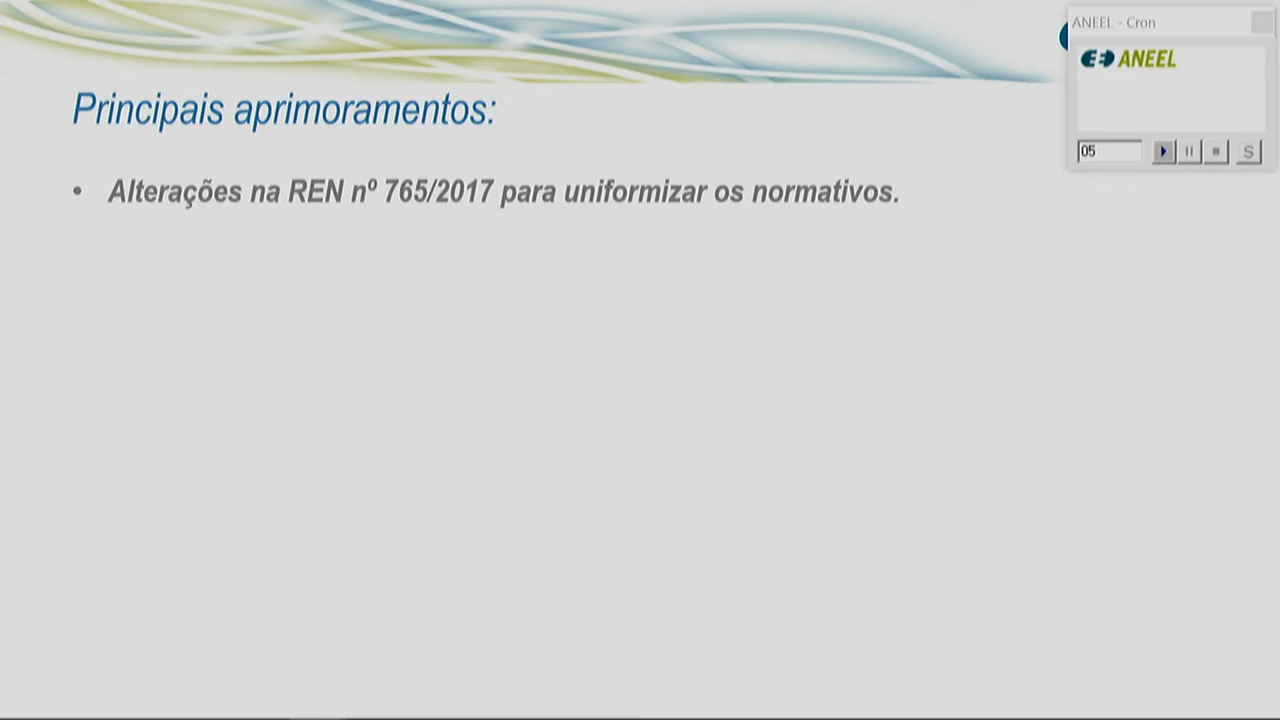 ANEEL - Cron
ANEEL
Principais aprimoramentos:
05
S
• Alterações na REN nº 765/2017 para uniformizar os normativos.